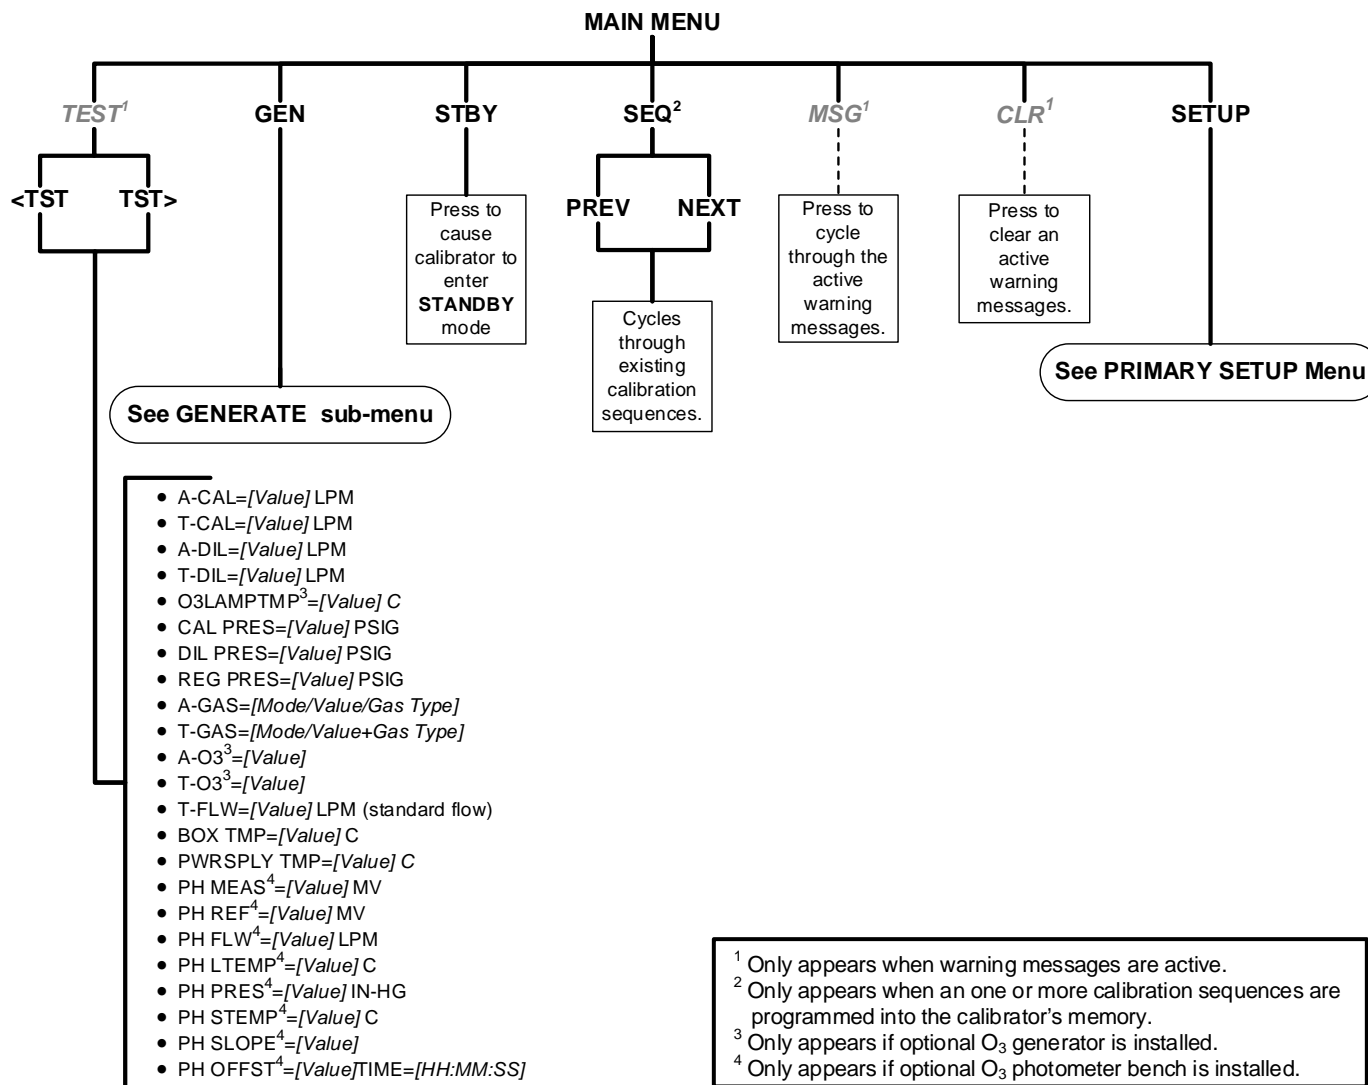 MAIN MENU
TEST¹ GEN STBY SEQ² MSG¹ CLR¹ SETUP
<TST TST>
PREV NEXT
Press to
cause
calibrator to
enter
STANDBY
mode
Cycles
through
existing
calibration
sequences.
Press to
cycle
through the
active
warning
messages.
Press to
clear an
active
warning
messages.
See GENERATE sub-menu
See PRIMARY SETUP Menu
• A-CAL=[Value] LPM
• T-CAL=[Value] LPM
• A-DIL=[Value] LPM
• T-DIL=[Value] LPM
• O3LAMPTMP³=[Value] C
• CAL PRES=[Value] PSIG
• DIL PRES=[Value] PSIG
• REG PRES=[Value] PSIG
• A-GAS=[Mode/Value/Gas Type]
• T-GAS=[Mode/Value+Gas Type]
• A-O3³=[Value]
• T-O3³=[Value]
• T-FLW=[Value] LPM (standard flow)
• BOX TMP=[Value] C
• PWRSPLY TMP=[Value] C
• PH MEAS⁴=[Value] MV
• PH REF⁴=[Value] MV
• PH FLW⁴=[Value] LPM
• PH LTEMP⁴=[Value] C
• PH PRES⁴=[Value] IN-HG
• PH STEMP⁴=[Value] C
• PH SLOPE⁴=[Value]
• PH OFFST⁴=[Value]TIME=[HH:MM:SS]
¹ Only appears when warning messages are active.
² Only appears when an one or more calibration sequences are
programmed into the calibrator's memory.
³ Only appears if optional O₃ generator is installed.
⁴ Only appears if optional O₃ photometer bench is installed.